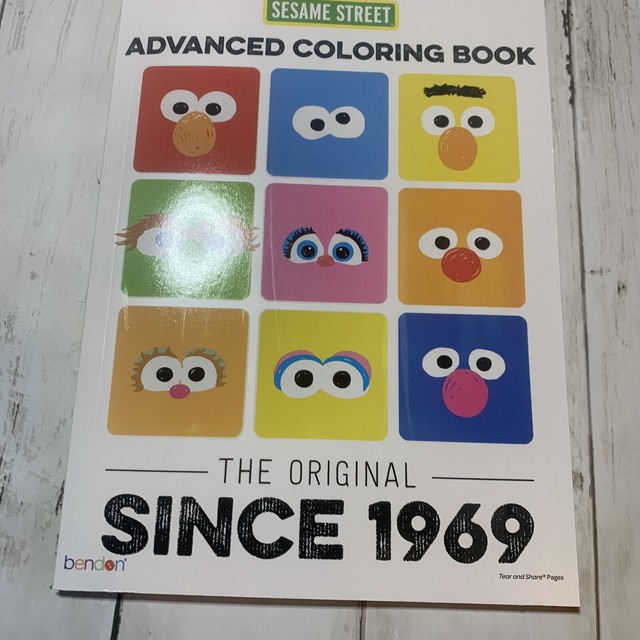 SESAME STREET
ADVANCED COLORING BOOK
THE ORIGINAL
SINCE 1969
bendon®
Tear and Share® Pages